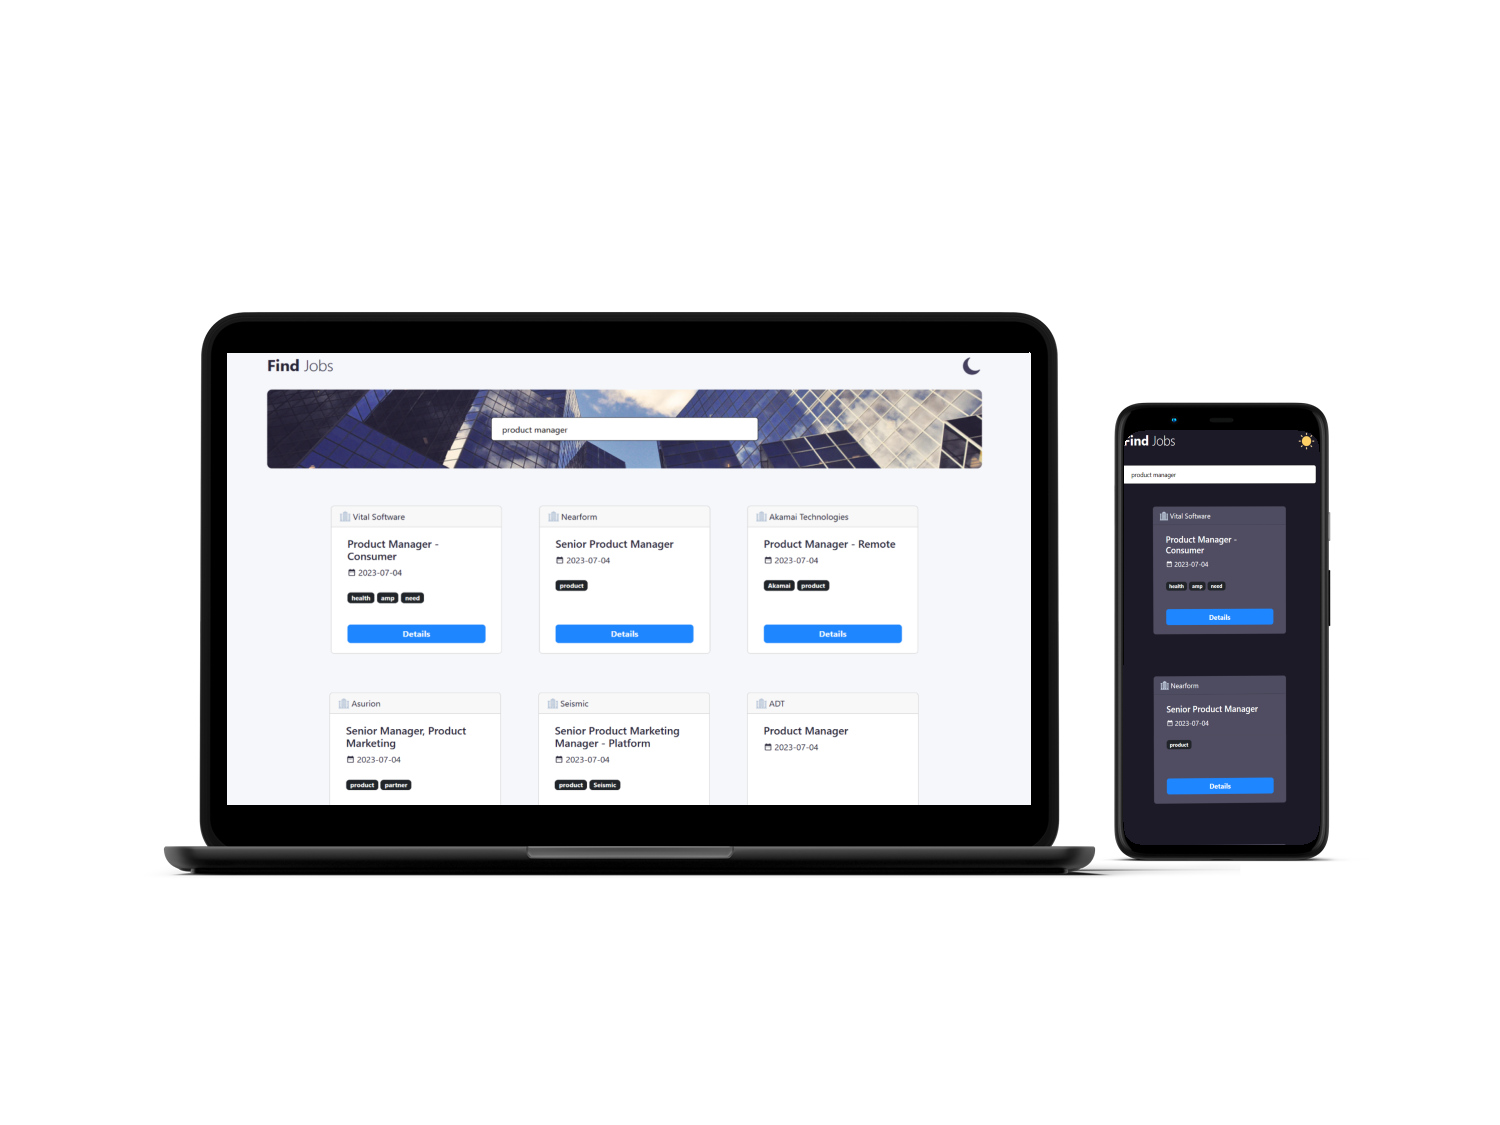 Find Jobs
product manager
Vital Software
Product Manager -
Consumer
2023-07-04
health amp need
Details
Nearform
Senior Product Manager
2023-07-04
product
Details
Akamai Technologies
Product Manager - Remote
2023-07-04
Akamai product
Details
Asurion
Senior Manager, Product
Marketing
2023-07-04
product partner
Seismic
Senior Product Marketing
Manager - Platform
2023-07-04
product Seismic
ADT
Product Manager
2023-07-04
Find Jobs
product manager
Vital Software
Product Manager -
Consumer
2023-07-04
health amp need
Details
Nearform
Senior Product Manager
2023-07-04
product
Details